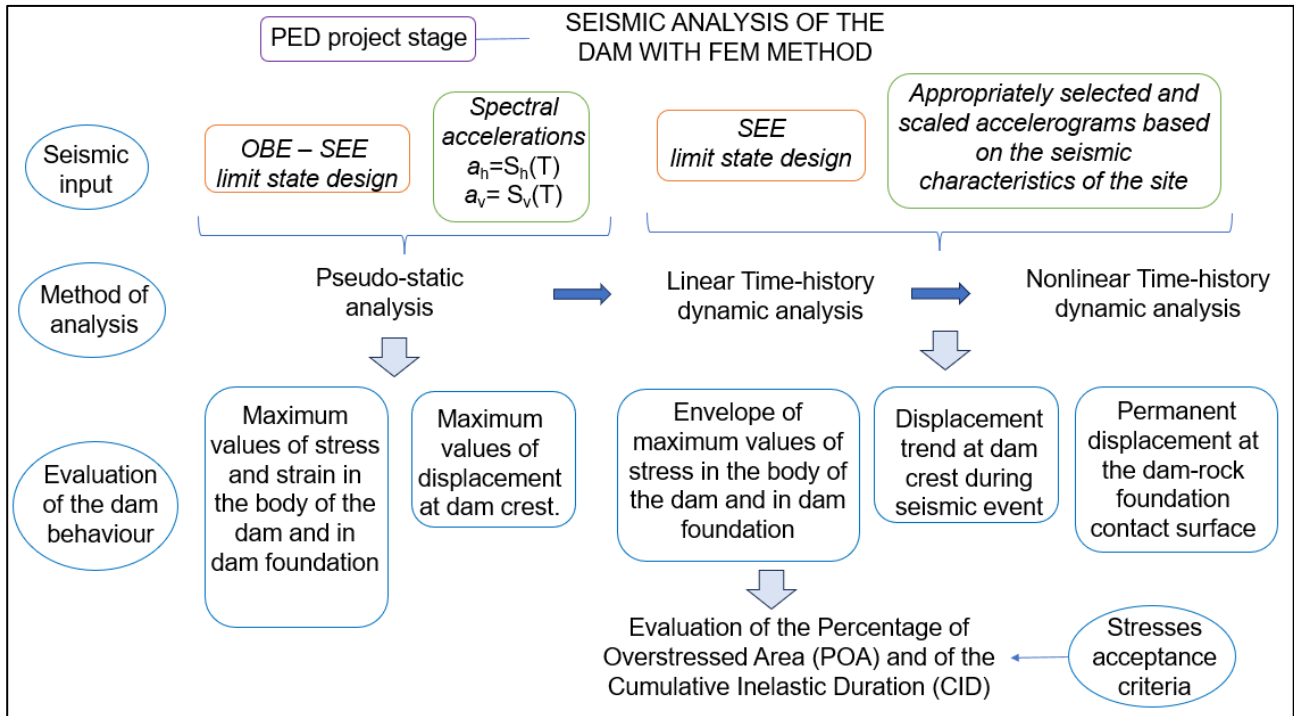 PED project stage
SEISMIC ANALYSIS OF THE
DAM WITH FEM METHOD
Seismic
input
OBE – SEE
limit state design
Spectral
accelerations
aₕ=Sₕ(T)
aᵥ= Sᵥ(T)
SEE
limit state design
Appropriately selected and
scaled accelerograms based
on the seismic
characteristics of the site
Method of
analysis
Pseudo-static
analysis
Linear Time-history
dynamic analysis
Nonlinear Time-history
dynamic analysis
Evaluation
of the dam
behaviour
Maximum
values of stress
and strain in
the body of the
dam and in
dam foundation
Maximum
values of
displacement
at dam crest.
Envelope of
maximum values of
stress in the body of
the dam and in dam
foundation
Displacement
trend at dam
crest during
seismic event
Permanent
displacement at
the dam-rock
foundation
contact surface
Evaluation of the Percentage of
Overstressed Area (POA) and of the
Cumulative Inelastic Duration (CID)
Stresses
acceptance
criteria